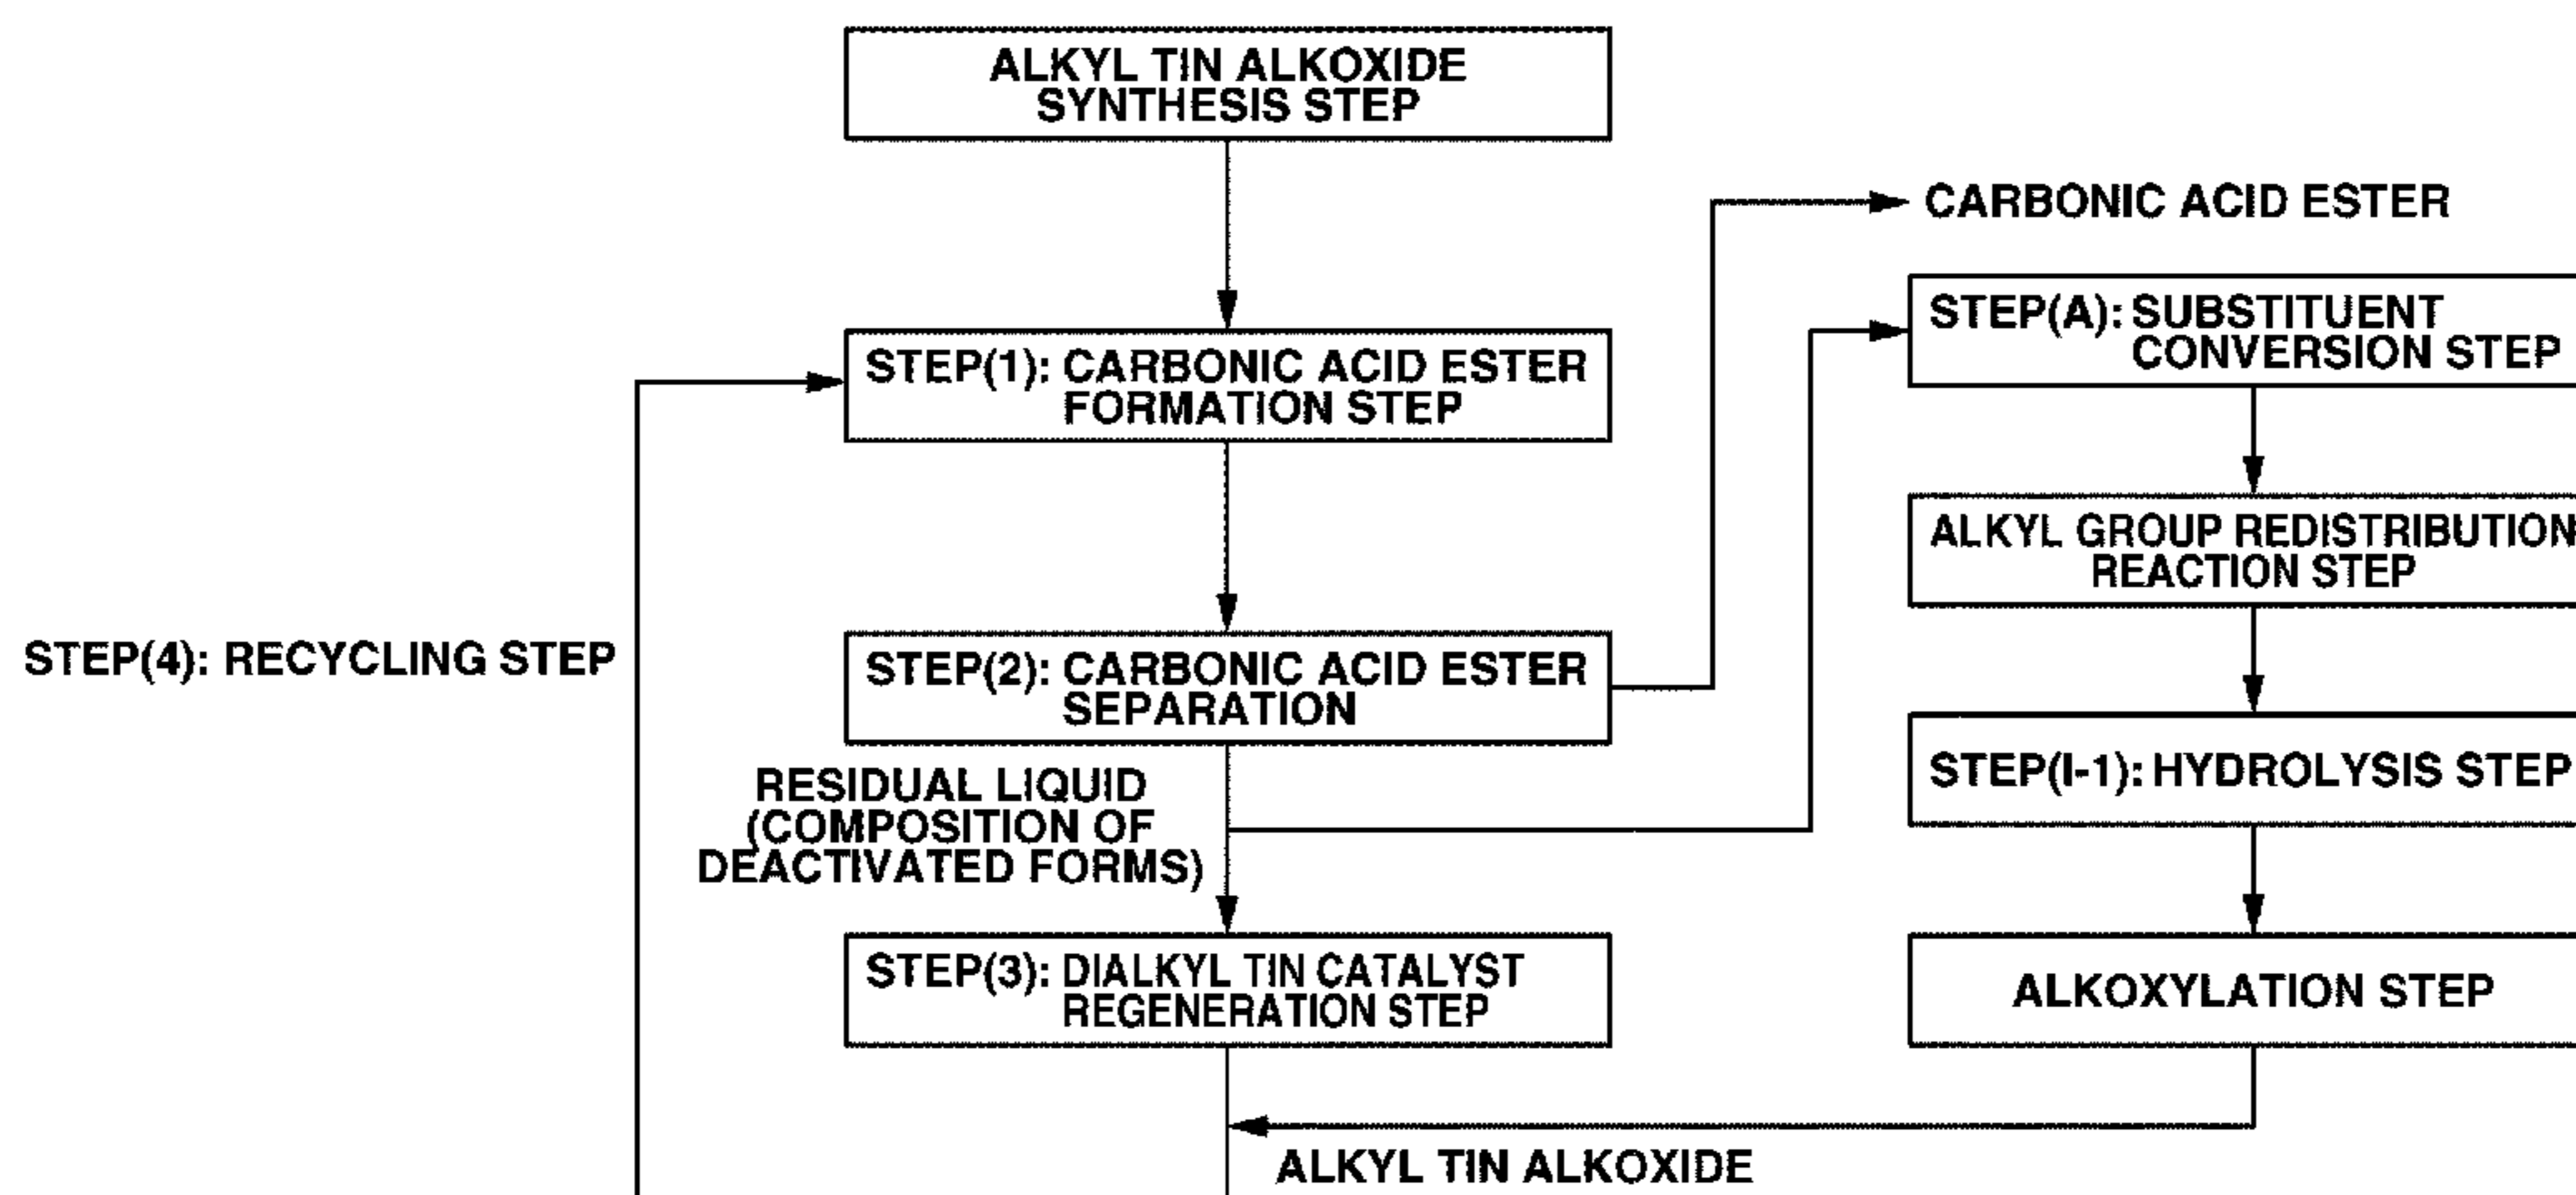 ALKYL TIN ALKOXIDE
SYNTHESIS STEP
CARBONIC ACID ESTER
STEP(1): CARBONIC ACID ESTER
FORMATION STEP
STEP(A): SUBSTITUENT
CONVERSION STEP
ALKYL GROUP REDISTRIBUTION
REACTION STEP
STEP(4): RECYCLING STEP
STEP(2): CARBONIC ACID ESTER
SEPARATION
STEP(I-1): HYDROLYSIS STEP
RESIDUAL LIQUID
(COMPOSITION OF
DEACTIVATED FORMS)
STEP(3): DIALKYL TIN CATALYST
REGENERATION STEP
ALKOXYLATION STEP
ALKYL TIN ALKOXIDE